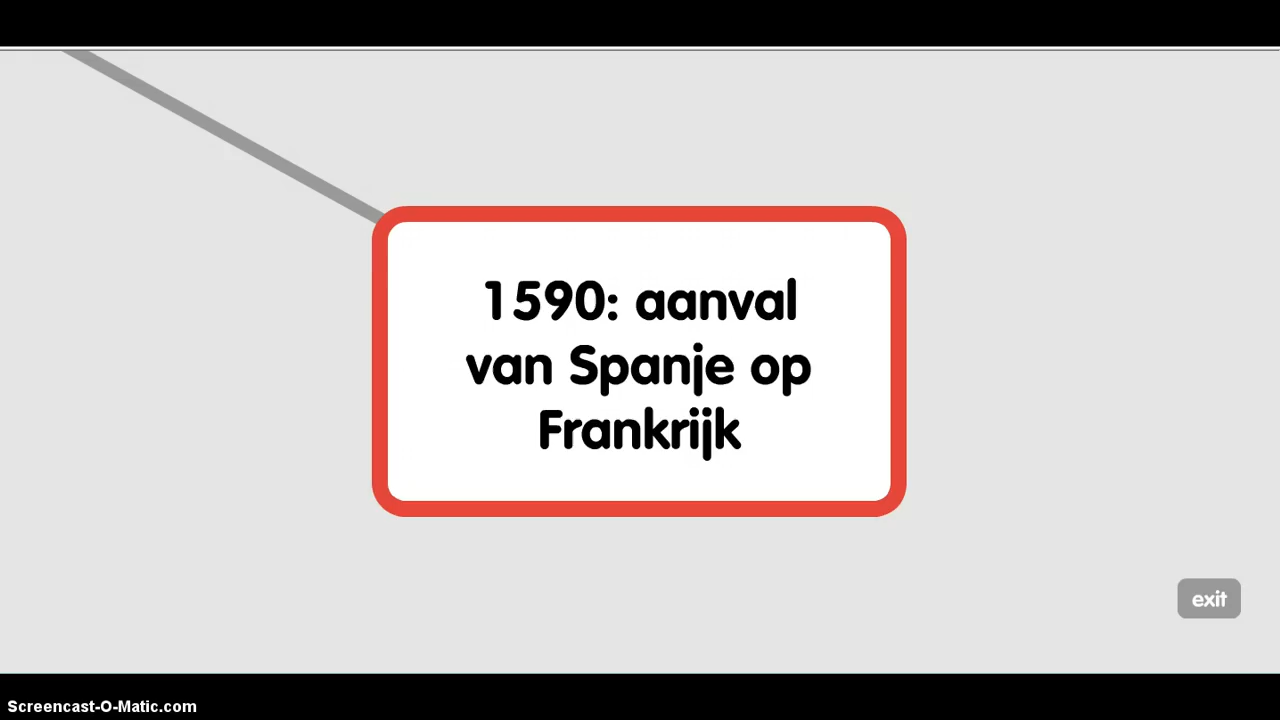 1590: aanval
van Spanje op
Frankrijk
exit
Screencast-O-Matic.com